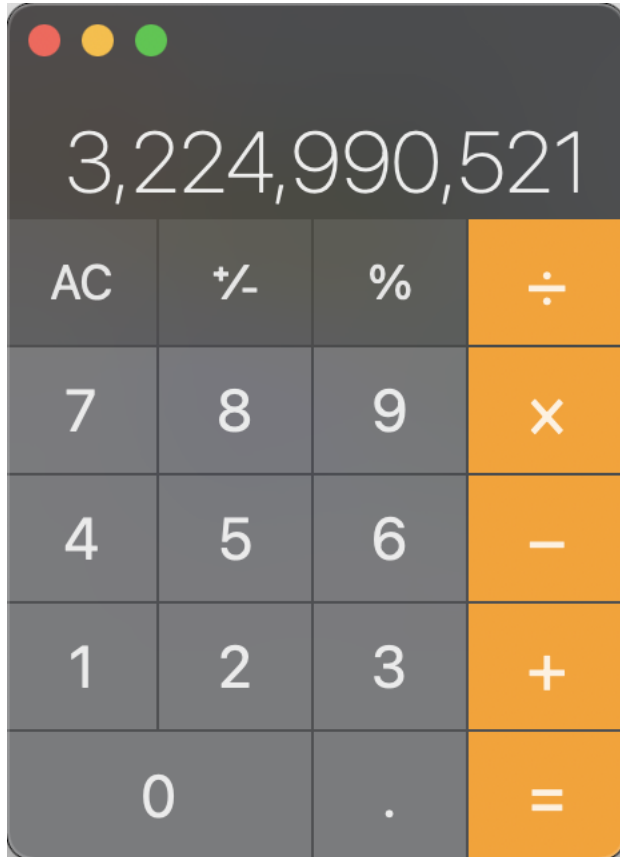 3,224,990,521
AC ⁺∕₋ % ÷
7 8 9 ×
4 5 6 −
1 2 3 +
0 . =